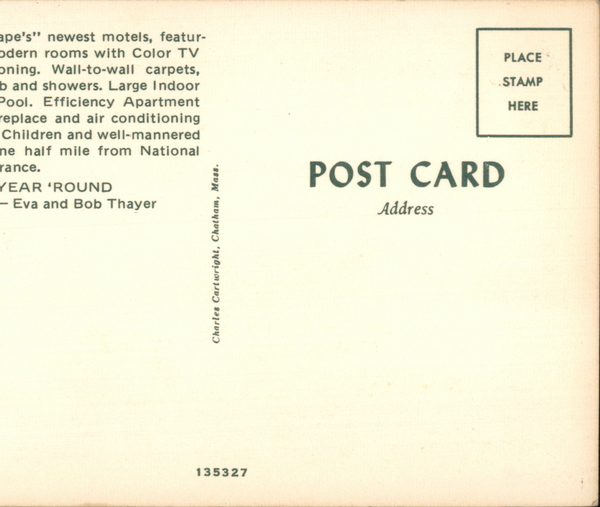 ape's" newest motels, featur-
odern rooms with Color TV
oning. Wall-to-wall carpets,
b and showers. Large Indoor
Pool. Efficiency Apartment
replace and air conditioning
Children and well-mannered
ne half mile from National
rance.
YEAR 'ROUND
— Eva and Bob Thayer
Charles Cartwright, Chatham, Mass.
135327
PLACE
STAMP
HERE
POST CARD
Address